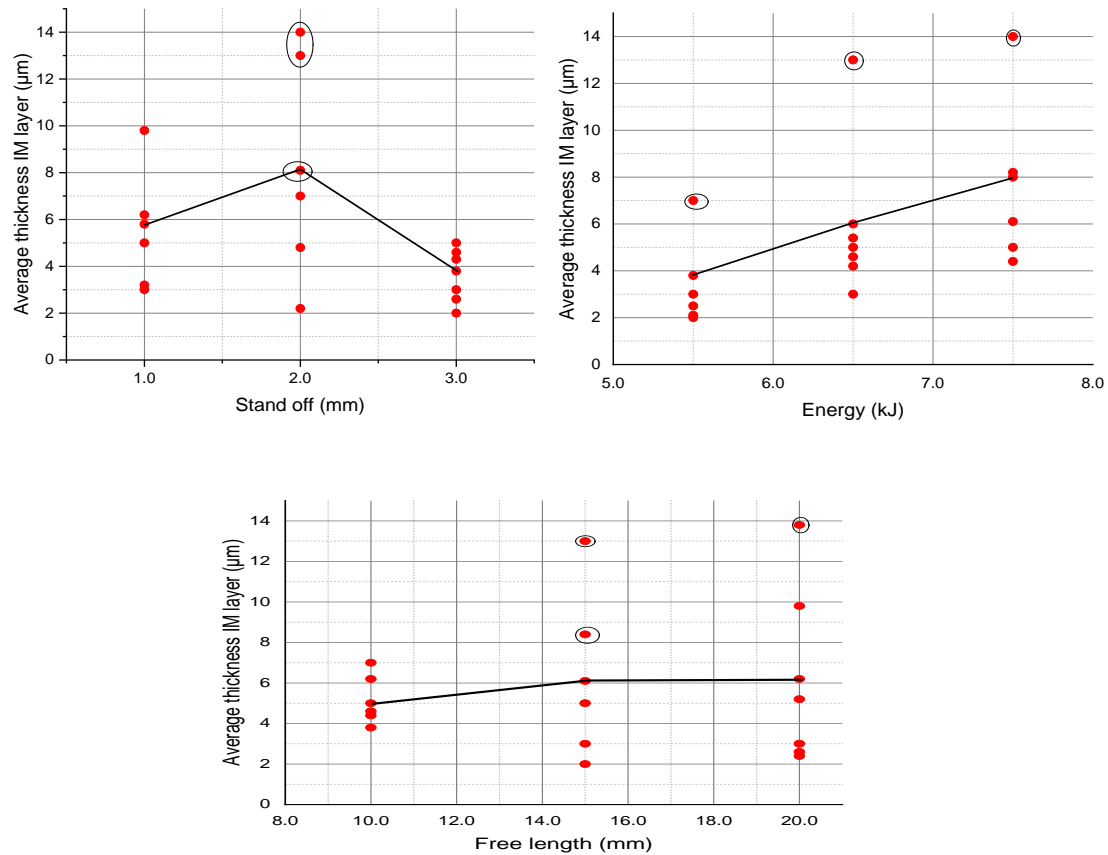 Average thickness IM layer (µm)
14
12
10
8
6
4
2
0
1.0 2.0 3.0
Stand off (mm)
Average thickness IM layer (µm)
14
12
10
8
6
4
2
0
5.0 6.0 7.0 8.0
Energy (kJ)
Average thickness IM layer (µm)
14
12
10
8
6
4
2
0
8.0 10.0 12.0 14.0 16.0 18.0 20.0
Free length (mm)